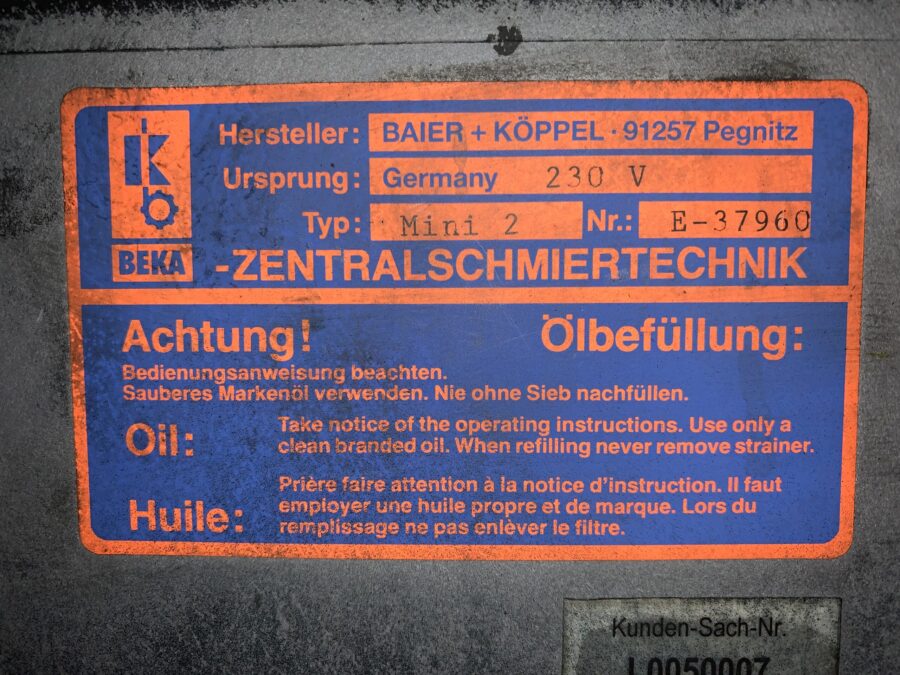 Hersteller: BAIER + KÖPPEL · 91257 Pegnitz
Ursprung: Germany 230 V
Typ: Mini 2 Nr.: E-37960
BEKA -ZENTRALSCHMIERTECHNIK
Achtung! Ölbefüllung:
Bedienungsanweisung beachten.
Sauberes Markenöl verwenden. Nie ohne Sieb nachfüllen.
Oil: Take notice of the operating instructions. Use only a
clean branded oil. When refilling never remove strainer.
Huile: Prière faire attention à la notice d'instruction. Il faut
employer une huile propre et de marque. Lors du
remplissage ne pas enlèver le filtre.
Kunden-Sach-Nr.
L0050007